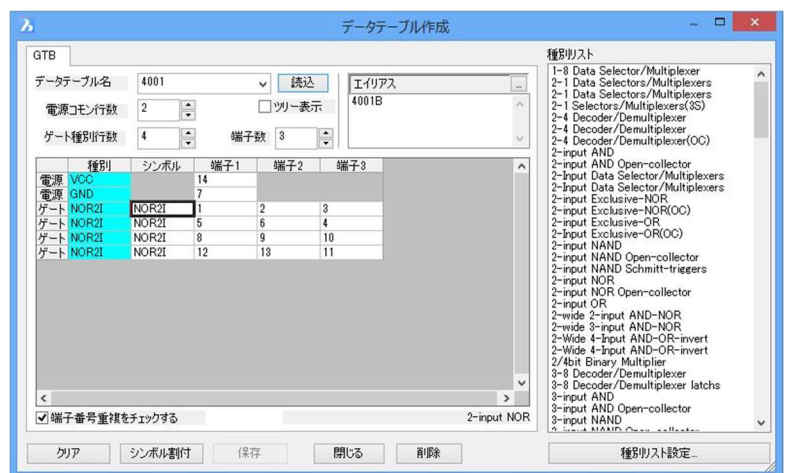 データテーブル作成
GTB
データテーブル名 4001 読込
電源コモン行数 2 ツリー表示
ゲート種別行数 4 端子数 3
エイリアス ...
4001B
種別 シンボル 端子1 端子2 端子3
電源 VCC 14
電源 GND 7
ゲート NOR2I NOR2I 1 2 3
ゲート NOR2I NOR2I 5 6 4
ゲート NOR2I NOR2I 8 9 10
ゲート NOR2I NOR2I 12 13 11
端子番号重複をチェックする 2-input NOR
クリア シンボル割付 保存 閉じる 削除
種別リスト
1-8 Data Selector/Multiplexer
2-1 Data Selectors/Multiplexers
2-1 Data Selectors/Multiplexers
2-1 Selectors/Multiplexers(3S)
2-4 Decoder/Demultiplexer
2-4 Decoder/Demultiplexer
2-4 Decoder/Demultiplexer(OC)
2-input AND
2-input AND Open-collector
2-Input Data Selector/Multiplexers
2-Input Data Selector/Multiplexers
2-input Exclusive-NOR
2-input Exclusive-NOR(OC)
2-input Exclusive-OR
2-Input Exclusive-OR(OC)
2-input NAND
2-input NAND Open-collector
2-input NAND Schmitt-triggers
2-input NOR
2-input NOR Open-collector
2-input OR
2-wide 2-input AND-NOR
2-wide 3-input AND-NOR
2-Wide 4-Input AND-OR-invert
2-Wide 4-Input AND-OR-invert
2/4bit Binary Multiplier
3-8 Decoder/Demultiplexer
3-8 Decoder/Demultiplexer latchs
3-input AND
3-input AND Open-collector
3-input NAND
種別リスト設定...